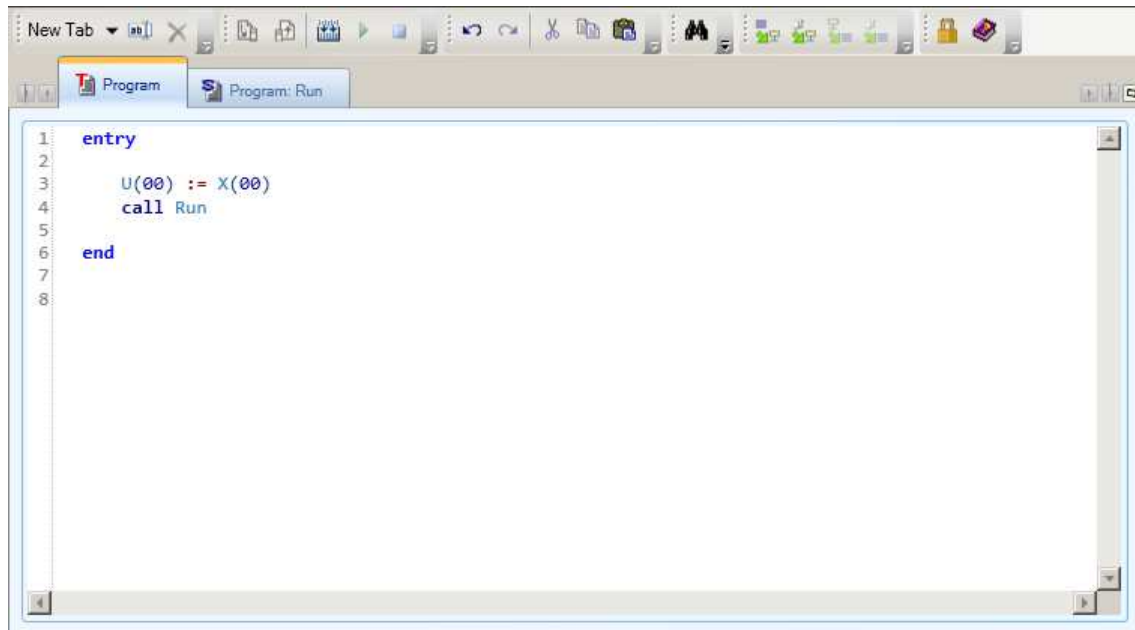 New Tab
Program
Program: Run
1 entry
2
3 U(00) := X(00)
4 call Run
5
6 end
7
8